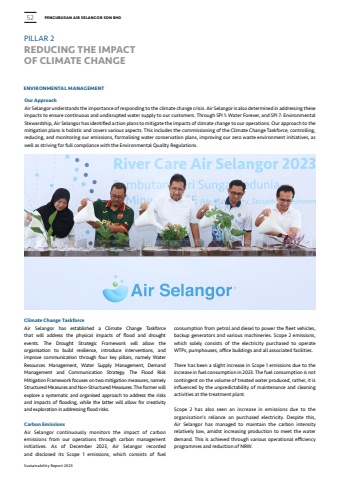 52
PENGURUSAN AIR SELANGOR SDN BHD
PILLAR 2
REDUCING THE IMPACT
OF CLIMATE CHANGE
ENVIRONMENTAL MANAGEMENT
Our Approach
Air Selangor understands the importance of responding to the climate change crisis. Air Selangor is also determined in addressing these
impacts to ensure continuous and undisrupted water supply to our customers. Through SPI 1: Water Forever, and SPI 7: Environmental
Stewardship, Air Selangor has identified action plans to mitigate the impacts of climate change to our operations. Our approach to the
mitigation plans is holistic and covers various aspects. This includes the commissioning of the Climate Change Taskforce, controlling,
reducing, and monitoring our emissions, formalising water conservation plans, improving our zero waste environment initiatives, as
well as striving for full compliance with the Environmental Quality Regulations.
River Care Air Selangor 2023
Air Selangor
Climate Change Taskforce
Air Selangor has established a Climate Change Taskforce
that will address the physical impacts of flood and drought
events. The Drought Strategic Framework will allow the
organisation to build resilience, introduce interventions, and
improve communication through four key pillars, namely Water
Resources Management, Water Supply Management, Demand
Management and Communication Strategy. The Flood Risk
Mitigation Framework focuses on two mitigation measures, namely
Structured Measures and Non-Structured Measures. The former will
explore a systematic and organised approach to address the risks
and impacts of flooding, while the latter will allow for creativity
and exploration in addressing flood risks.
Carbon Emissions
Air Selangor continuously monitors the impact of carbon
emissions from our operations through carbon management
initiatives. As of December 2023, Air Selangor recorded
and disclosed its Scope 1 emissions, which consists of fuel
consumption from petrol and diesel to power the fleet vehicles,
backup generators and various machineries. Scope 2 emissions,
which solely consists of the electricity purchased to operate
WTPs, pumphouses, office buildings and all associated facilities.
There has been a slight increase in Scope 1 emissions due to the
increase in fuel consumption in 2023. The fuel consumption is not
contingent on the volume of treated water produced, rather, it is
influenced by the unpredictability of maintenance and cleaning
activities at the treatment plant.
Scope 2 has also seen an increase in emissions due to the
organisation's reliance on purchased electricity. Despite this,
Air Selangor has managed to maintain the carbon intensity
relatively low, amidst increasing production to meet the water
demand. This is achieved through various operational efficiency
programmes and reduction of NRW.
Sustainability Report 2023